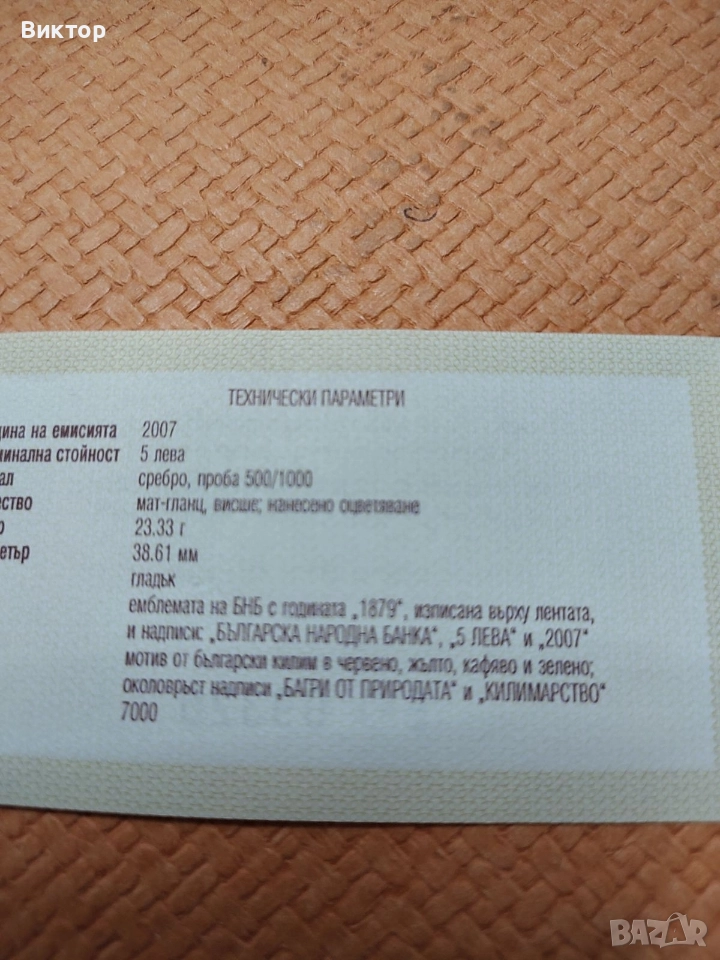 Виктор
ТЕХНИЧЕСКИ ПАРАМЕТРИ
дина на емисията 2007
минална стойност 5 лева
ал сребро, проба 500/1000
ество мат-гланц, висше; нанесено оцветяване
р 23.33 г
етър 38.61 мм
гладък
емблемата на БНБ с годината „1879“, изписана върху лентата,
и надписи: „БЪЛГАРСКА НАРОДНА БАНКА“, „5 ЛЕВА“ и „2007“
мотив от български килим в червено, жълто, кафяво и зелено;
околовръст надписи „БАГРИ ОТ ПРИРОДАТА“ и „КИЛИМАРСТВО“
7000
BAZAR